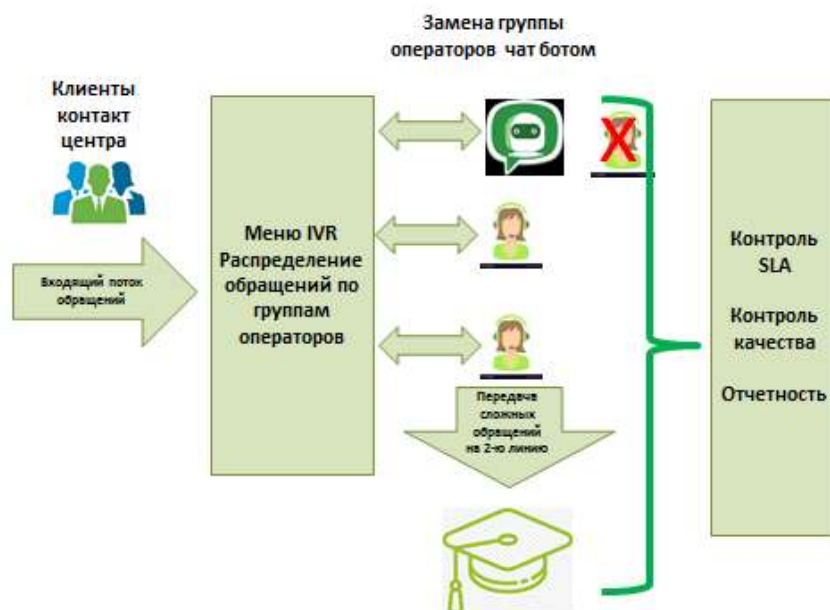 Замена группы
операторов чат ботом
Клиенты
контакт
центра
Входящий поток
обращений
Меню IVR
Распределение
обращений по
группам
операторов
X
Передача
сложных
обращений
на 2-ю линию
Контроль
SLA
Контроль
качества
Отчетность